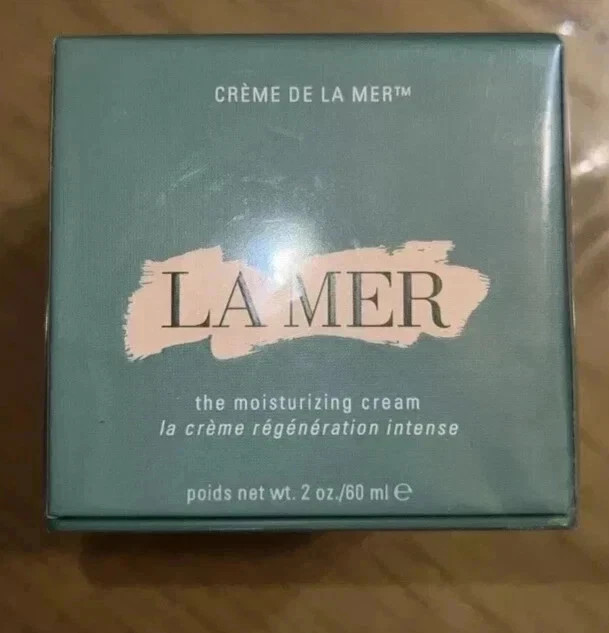 CRÈME DE LA MER™
LA MER
the moisturizing cream
la crème régénération intense
poids net wt. 2 oz./60 ml ℮